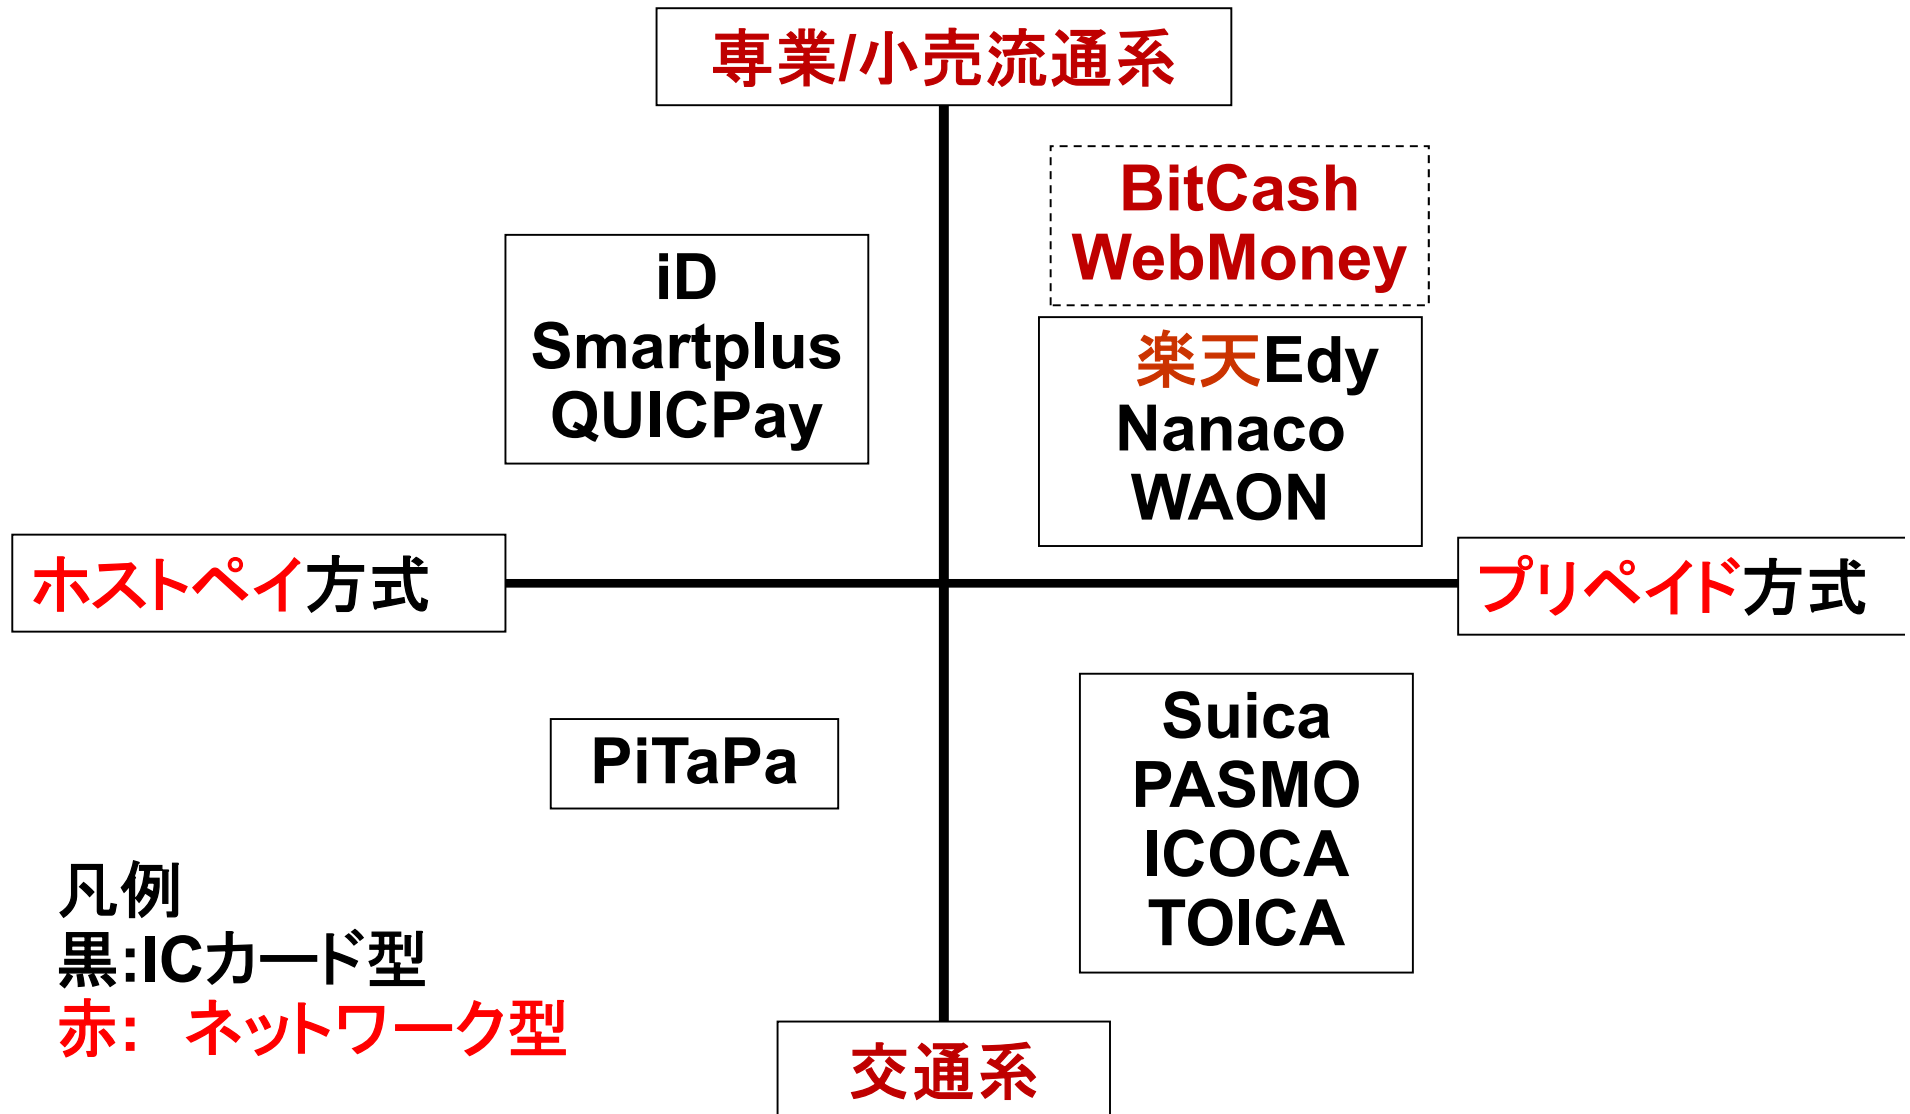 専業/小売流通系
BitCash
WebMoney
iD
Smartplus
QUICPay
楽天Edy
Nanaco
WAON
ホストペイ方式
プリペイド方式
PiTaPa
Suica
PASMO
ICOCA
TOICA
凡例
黒:ICカード型
赤: ネットワーク型
交通系